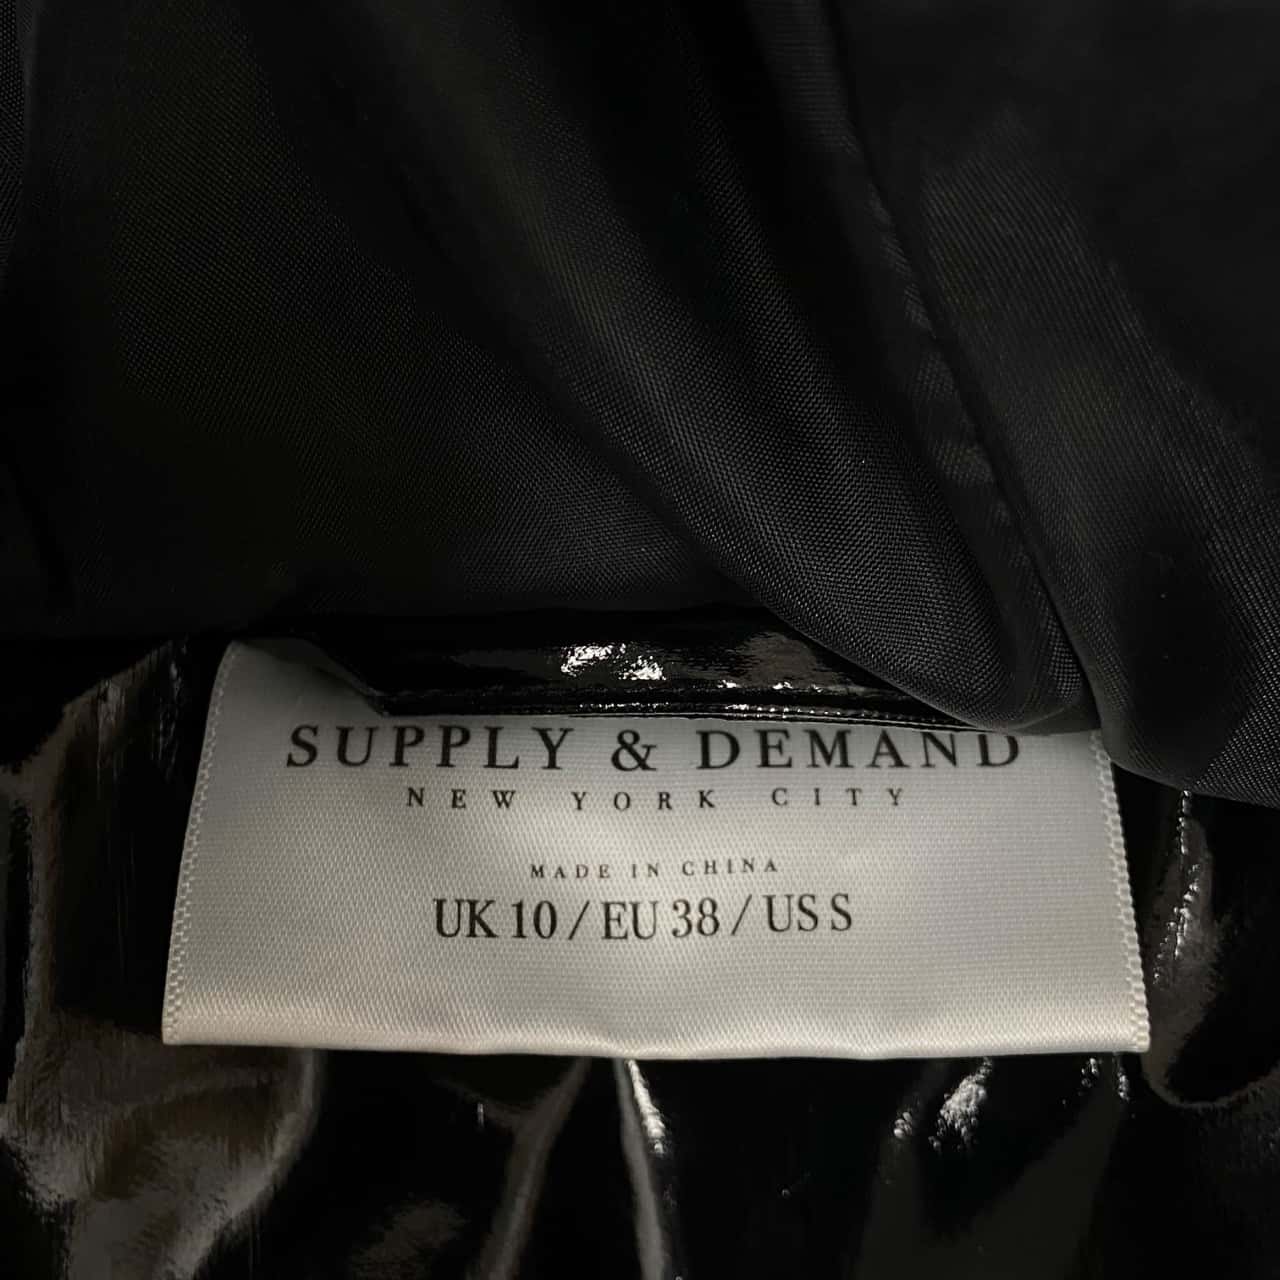 SUPPLY & DEMAND
NEW YORK CITY
MADE IN CHINA
UK 10 / EU 38 / US S